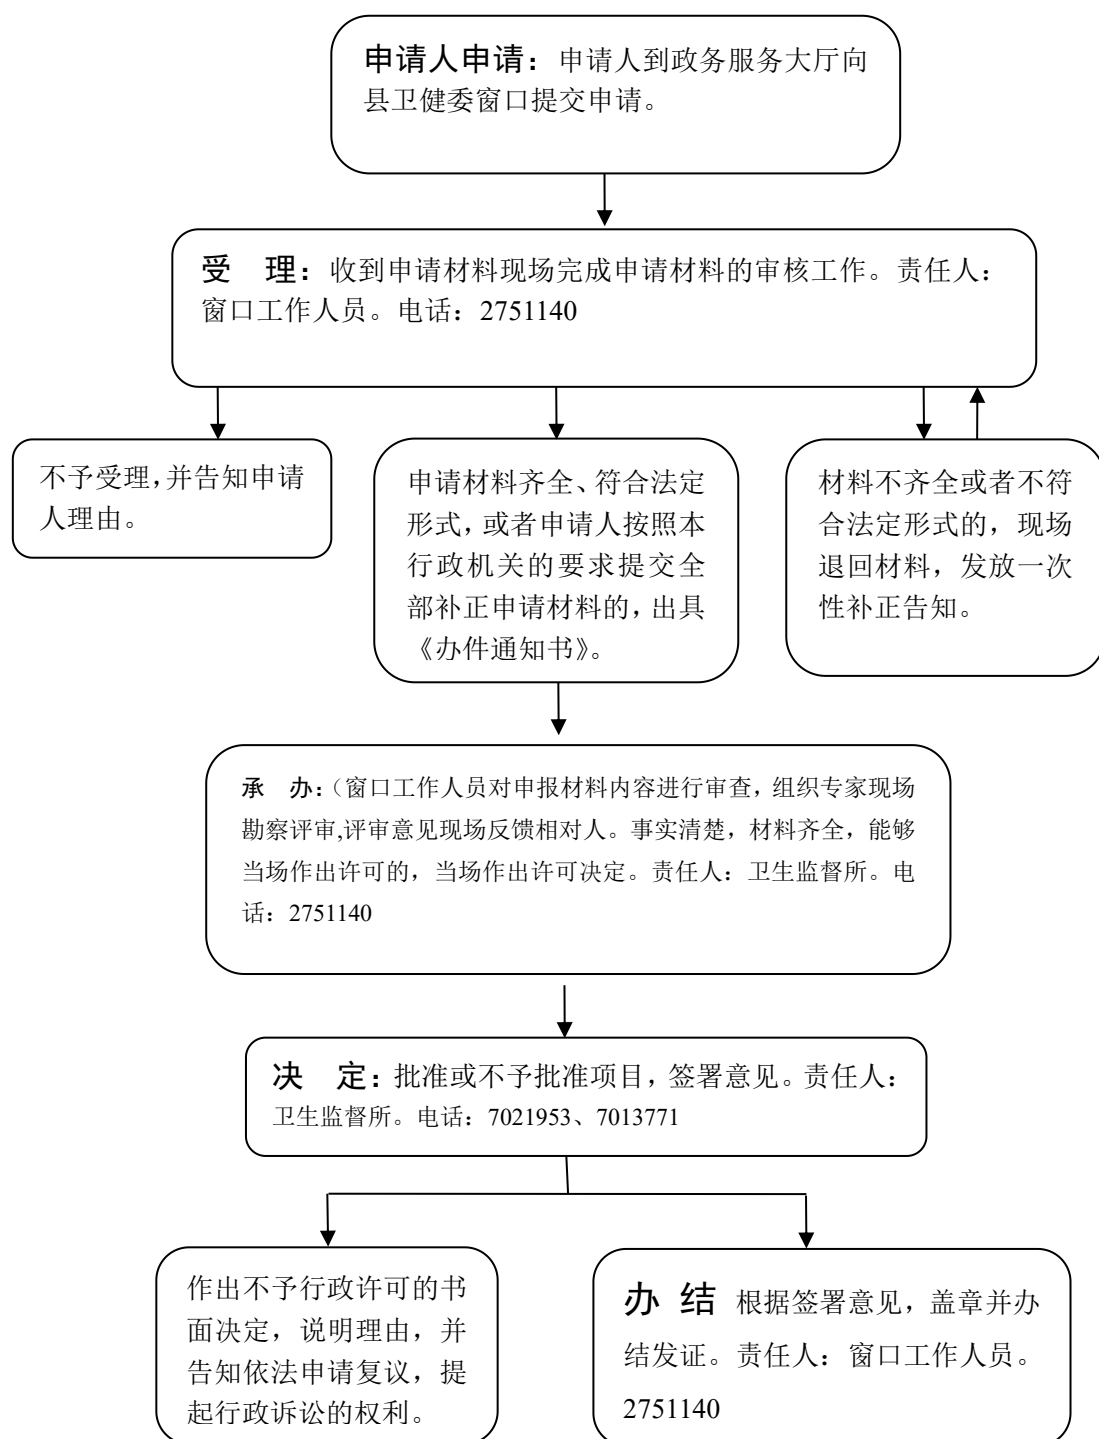 申请人申请：申请人到政务服务大厅向
县卫健委窗口提交申请。
受　理：收到申请材料现场完成申请材料的审核工作。责任人：
窗口工作人员。电话：2751140
不予受理，并告知申请
人理由。
申请材料齐全、符合法定
形式，或者申请人按照本
行政机关的要求提交全
部补正申请材料的，出具
《办件通知书》。
材料不齐全或者不符
合法定形式的，现场
退回材料，发放一次
性补正告知。
承　办：（窗口工作人员对申报材料内容进行审查，组织专家现场
勘察评审,评审意见现场反馈相对人。事实清楚，材料齐全，能够
当场作出许可的，当场作出许可决定。责任人：卫生监督所。电
话：2751140
决　定：批准或不予批准项目，签署意见。责任人：
卫生监督所。电话：7021953、7013771
作出不予行政许可的书
面决定，说明理由，并
告知依法申请复议，提
起行政诉讼的权利。
办 结 根据签署意见，盖章并办
结发证。责任人：窗口工作人员。
2751140